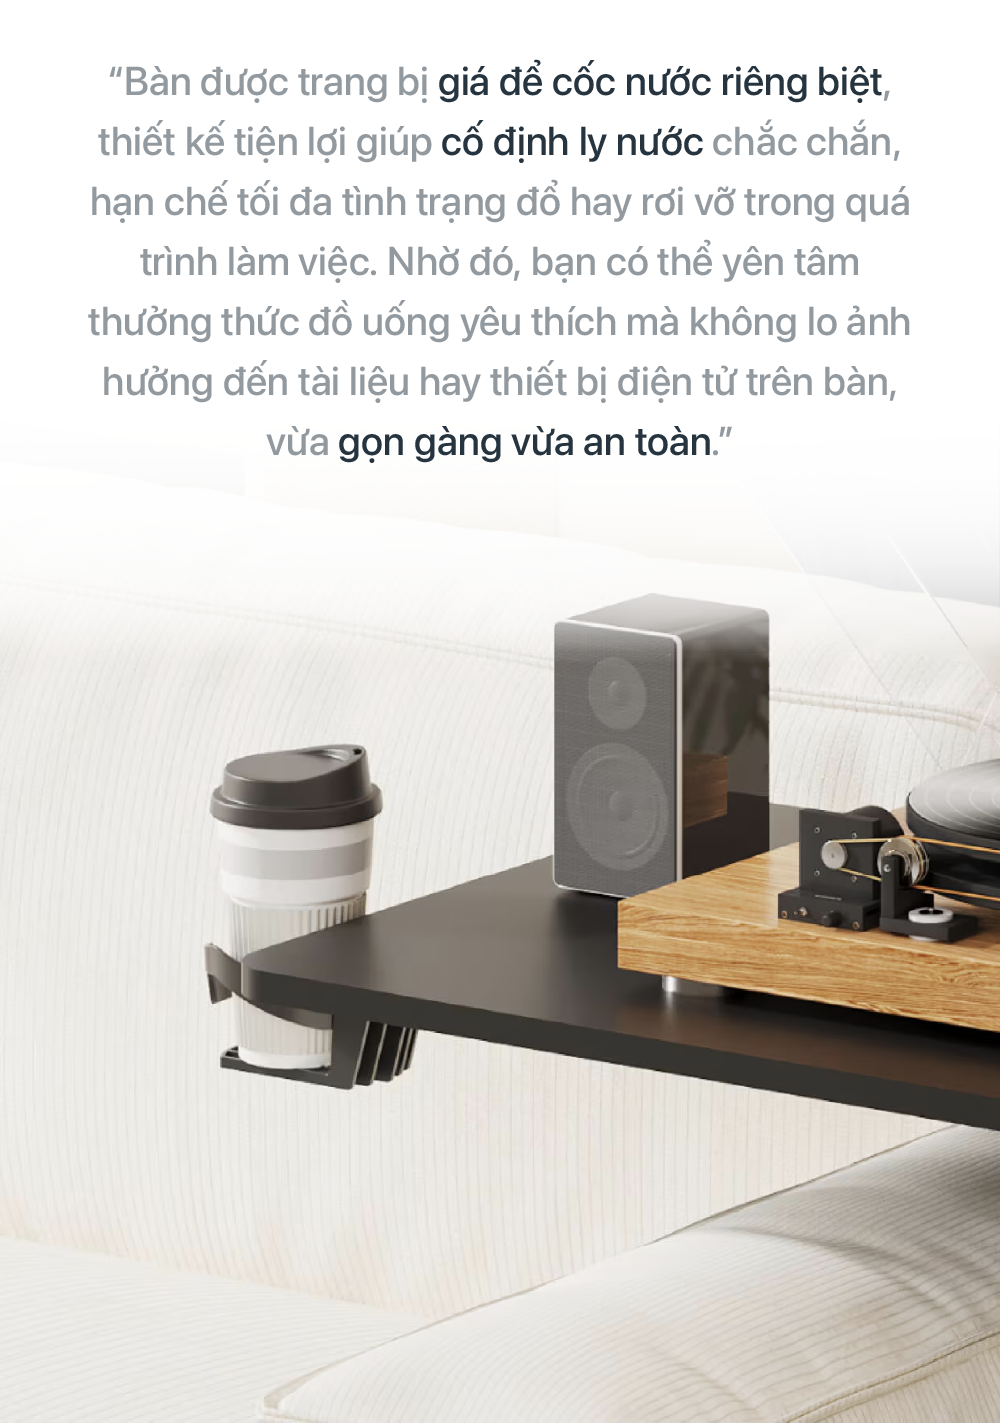 “Bàn được trang bị giá để cốc nước riêng biệt,
thiết kế tiện lợi giúp cố định ly nước chắc chắn,
hạn chế tối đa tình trạng đổ hay rơi vỡ trong quá
trình làm việc. Nhờ đó, bạn có thể yên tâm
thưởng thức đồ uống yêu thích mà không lo ảnh
hưởng đến tài liệu hay thiết bị điện tử trên bàn,
vừa gọn gàng vừa an toàn.”